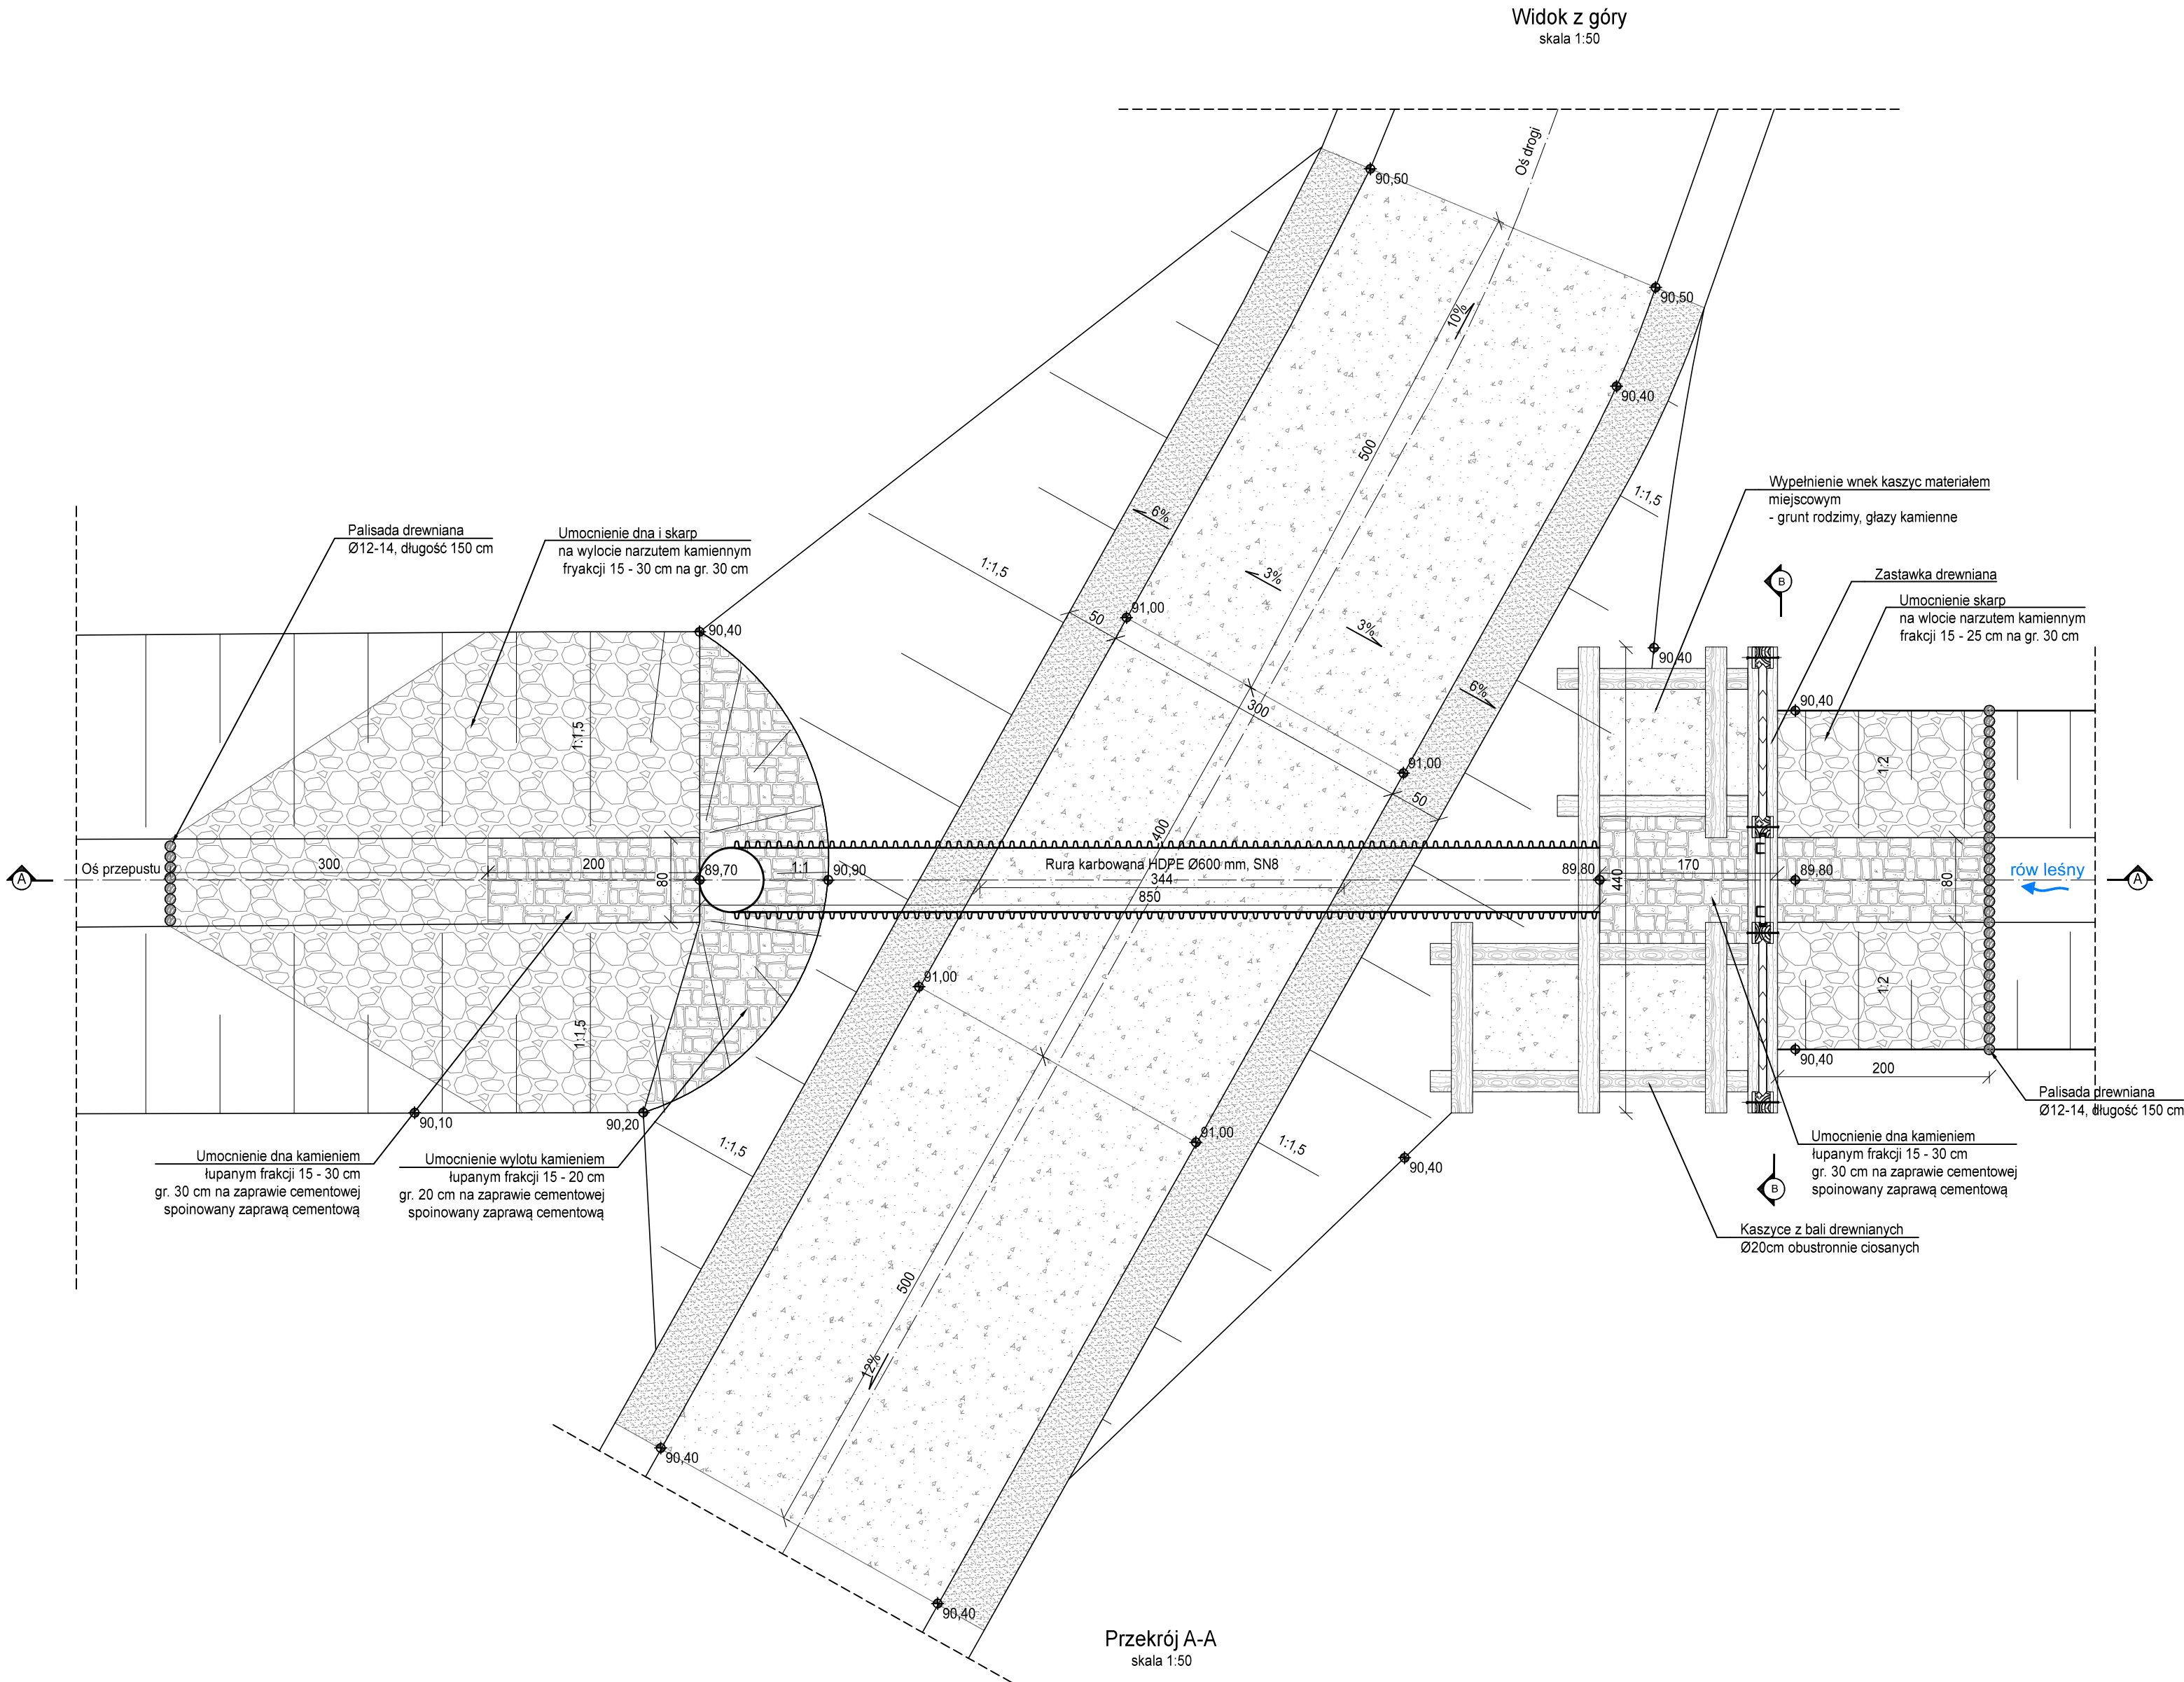 Widok z góry
skala 1:50
Oś drogi
90,50
90,50
10%
90,40
500
Wypełnienie wnek kaszyc materiałem
miejscowym
- grunt rodzimy, głazy kamienne
1:1,5
6%
Palisada drewniana
Ø12-14, długość 150 cm
Umocnienie dna i skarp
na wylocie narzutem kamiennym
fryakcji 15 - 30 cm na gr. 30 cm
1:1,5
3%
B
Zastawka drewniana
Umocnienie skarp
na wlocie narzutem kamiennym
frakcji 15 - 25 cm na gr. 30 cm
91,00
50
3%
90,40
90,40
6%
90,40
300
1:1,5
1:2
91,00
50
400
A
Oś przepustu
300
200
80
89,70
1:1
90,90
Rura karbowana HDPE Ø600 mm, SN8
344
850
89,80
440
170
89,80
80
rów leśny
A
91,00
1:2
1:1,5
90,40
200
Palisada drewniana
Ø12-14, długość 150 cm
90,10
90,20
1:1,5
91,00
1:1,5
90,40
Umocnienie dna kamieniem
łupanym frakcji 15 - 30 cm
gr. 30 cm na zaprawie cementowej
spoinowany zaprawą cementową
Umocnienie wylotu kamieniem
łupanym frakcji 15 - 20 cm
gr. 20 cm na zaprawie cementowej
spoinowany zaprawą cementową
Umocnienie dna kamieniem
łupanym frakcji 15 - 30 cm
gr. 30 cm na zaprawie cementowej
spoinowany zaprawą cementową
B
Kaszyce z bali drewnianych
Ø20cm obustronnie ciosanych
500
12%
90,40
90,40
Przekrój A-A
skala 1:50